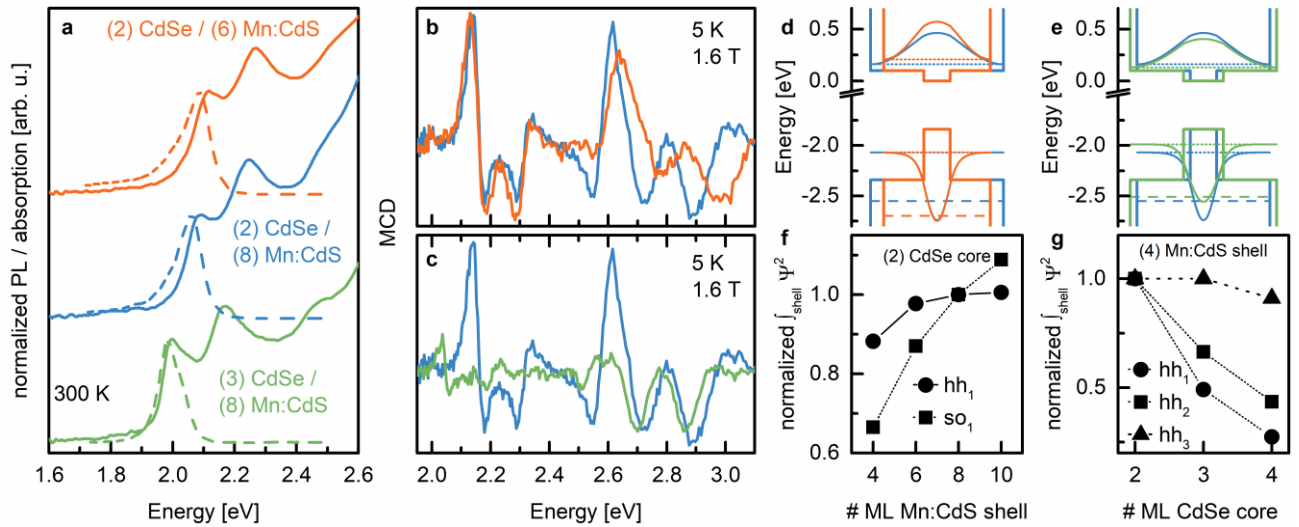 a
(2) CdSe / (6) Mn:CdS
(2) CdSe /
(8) Mn:CdS
300 K
(3) CdSe /
(8) Mn:CdS
normalized PL / absorption [arb. u.]
1.6 1.8 2.0 2.2 2.4 2.6
Energy [eV]
b
5 K
1.6 T
MCD
c
5 K
1.6 T
2.0 2.2 2.4 2.6 2.8 3.0
Energy [eV]
d
Energy [eV]
0.5
0.0
-2.0
-2.5
e
Energy [eV]
0.5
0.0
-2.0
-2.5
f
(2) CdSe core
normalized ∫shell Ψ²
1.0
0.8
0.6
hh₁
so₁
4 6 8 10
# ML Mn:CdS shell
g
(4) Mn:CdS shell
normalized ∫shell Ψ²
1.0
0.5
hh₁
hh₂
hh₃
2 3 4
# ML CdSe core